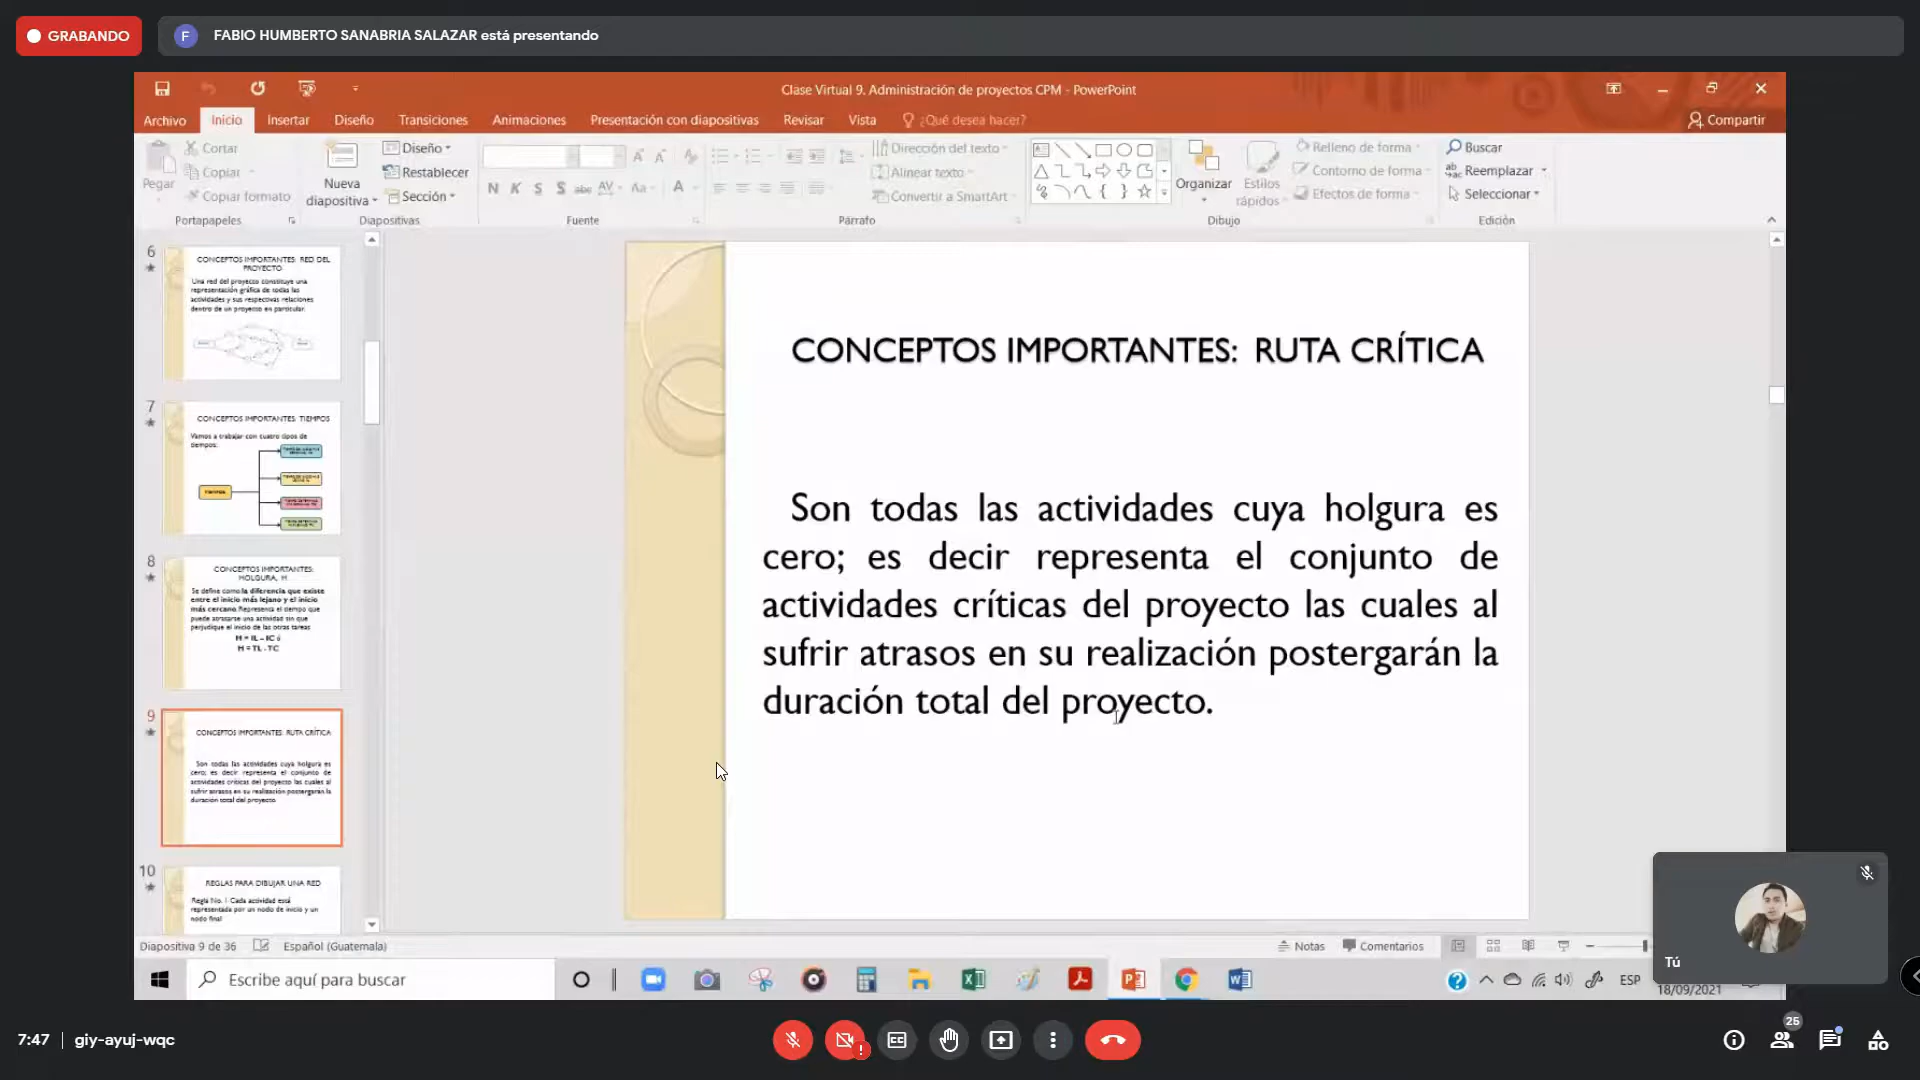 GRABANDO
F
FABIO HUMBERTO SANABRIA SALAZAR está presentando
Clase Virtual 9. Administración de proyectos CPM - PowerPoint
Archivo
Inicio
Insertar
Diseño
Transiciones
Animaciones
Presentación con diapositivas
Revisar
Vista
¿Qué desea hacer?
Compartir
Pegar
Cortar
Copiar
Copiar formato
Portapapeles
Nueva
diapositiva
Diseño
Restablecer
Sección
Diapositivas
N K S S abc AV Aa A
Fuente
Dirección del texto
Alinear texto
Convertir a SmartArt
Párrafo
Organizar
Estilos
rápidos
Relleno de forma
Contorno de forma
Efectos de forma
Dibujo
Buscar
Reemplazar
Seleccionar
Edición
6
CONCEPTOS IMPORTANTES: RED DEL
PROYECTO
Una red del proyecto constituye una
representación gráfica de todas las
actividades y sus respectivas relaciones
dentro de un proyecto en particular.
7
CONCEPTOS IMPORTANTES: TIEMPOS
Vamos a trabajar con cuatro tipos de
tiempos:
TIEMPOS
8
CONCEPTOS IMPORTANTES:
HOLGURA, H
Se define como la diferencia que existe
entre el inicio más lejano y el inicio
más cercano. Representa el tiempo que
puede atrasarse una actividad sin que
perjudique el inicio de las otras tareas
H = IL – IC ó
H = TL - TC
9
CONCEPTOS IMPORTANTES: RUTA CRÍTICA
Son todas las actividades cuya holgura es
cero; es decir representa el conjunto de
actividades críticas del proyecto las cuales al
sufrir atrasos en su realización postergarán la
duración total del proyecto.
10
REGLAS PARA DIBUJAR UNA RED
Regla No. 1 Cada actividad está
representada por un nodo de inicio y un
nodo final
CONCEPTOS IMPORTANTES: RUTA CRÍTICA
Son todas las actividades cuya holgura es
cero; es decir representa el conjunto de
actividades críticas del proyecto las cuales al
sufrir atrasos en su realización postergarán la
duración total del proyecto.
Diapositiva 9 de 36
Español (Guatemala)
Notas
Comentarios
Tú
Escribe aquí para buscar
ESP
18/09/2021
7:47
giy-ayuj-wqc
25